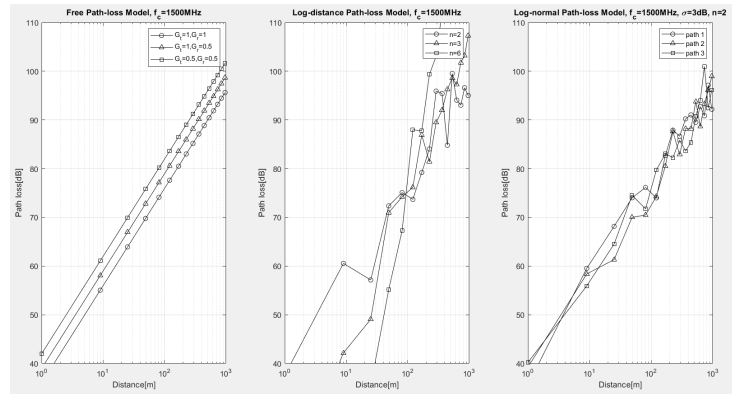 Free Path-loss Model, f_c=1500MHz
G_t=1,G_r=1
G_t=1,G_r=0.5
G_t=0.5,G_r=0.5
110
100
90
80
70
60
50
40
Path loss[dB]
10^0
10^1
10^2
10^3
Distance[m]
Log-distance Path-loss Model, f_c=1500MHz
n=2
n=3
n=6
110
100
90
80
70
60
50
40
Path loss[dB]
10^0
10^1
10^2
10^3
Distance[m]
Log-normal Path-loss Model, f_c=1500MHz, σ=3dB, n=2
path 1
path 2
path 3
110
100
90
80
70
60
50
40
Path loss[dB]
10^0
10^1
10^2
10^3
Distance[m]